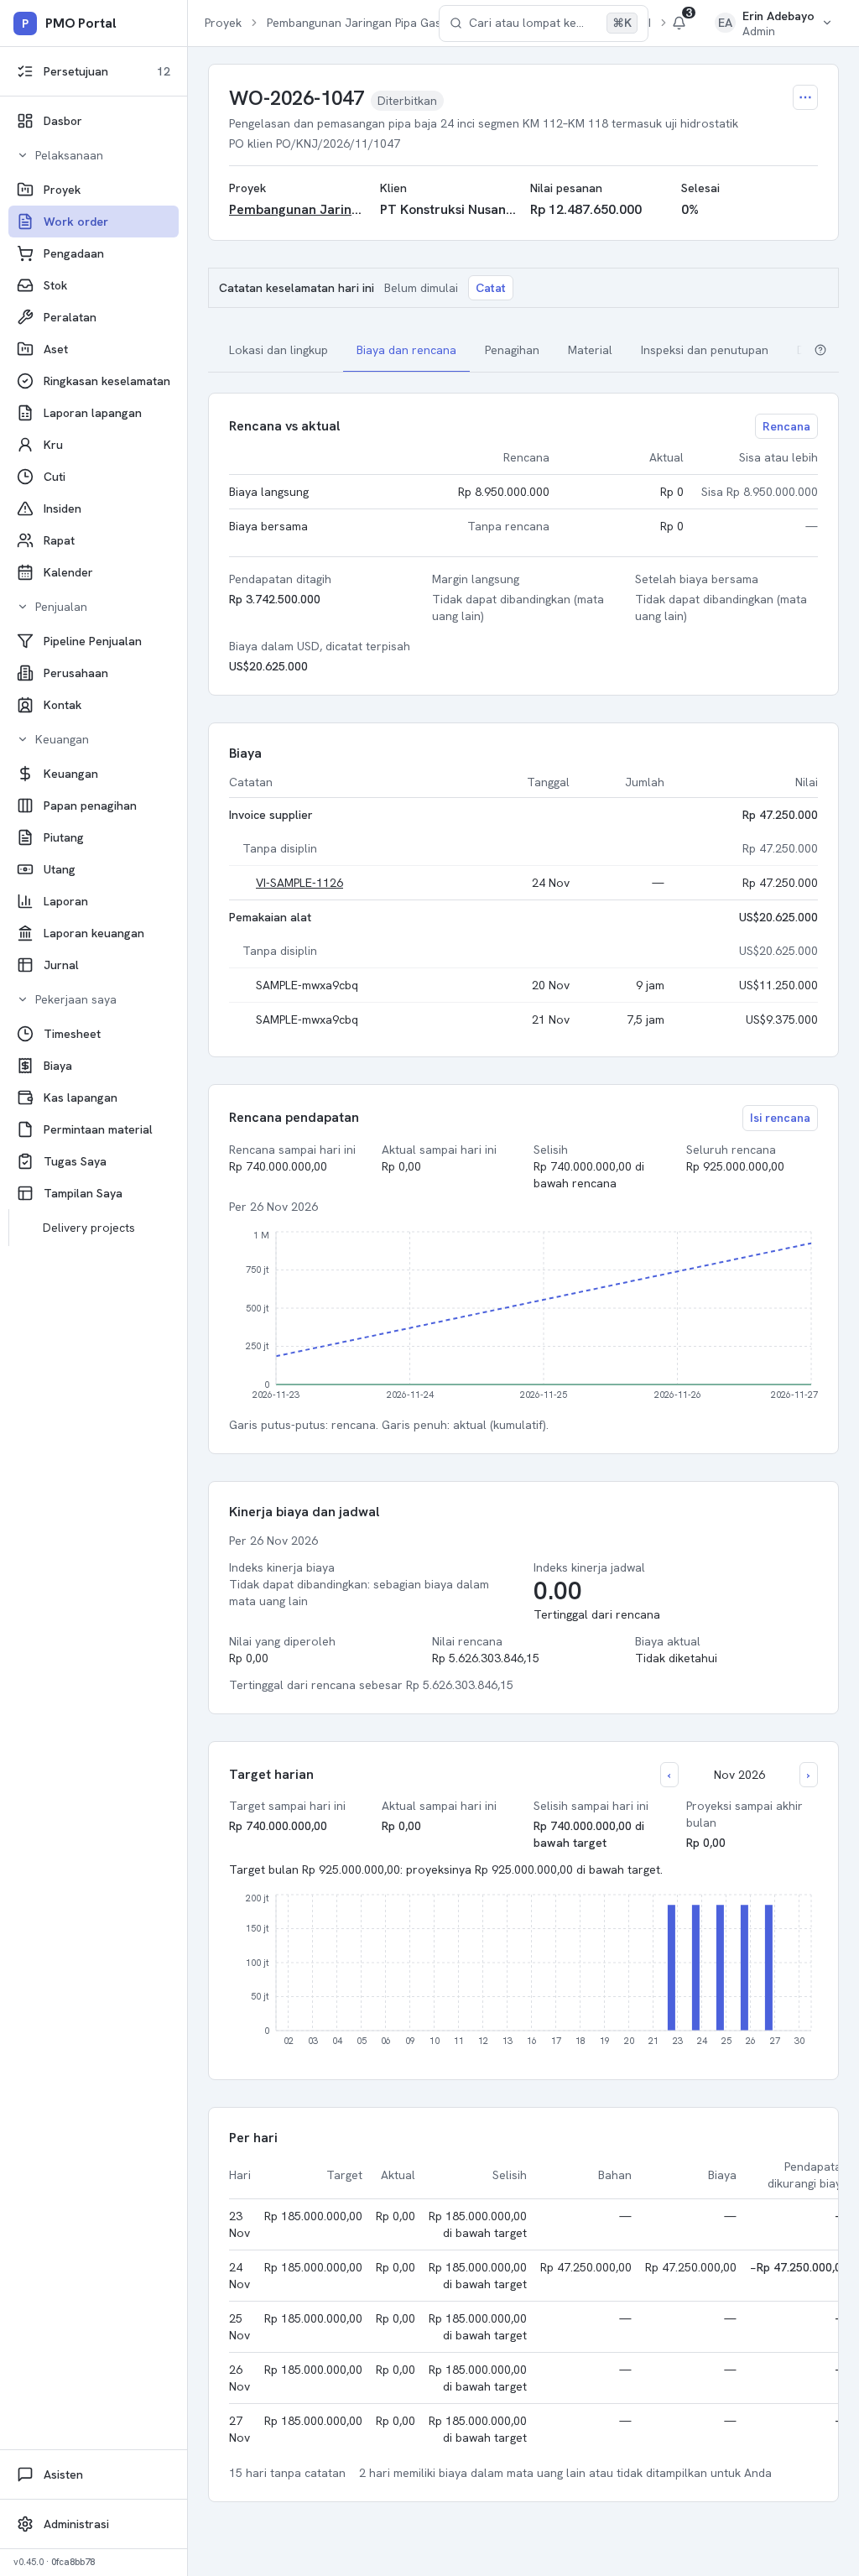 P PMO Portal
Proyek > Pembangunan Jaringan Pipa Gas
Cari atau lompat ke... ⌘K
3
EA Erin Adebayo
Admin
Persetujuan 12
Dasbor
Pelaksanaan
Proyek
Work order
Pengadaan
Stok
Peralatan
Aset
Ringkasan keselamatan
Laporan lapangan
Kru
Cuti
Insiden
Rapat
Kalender
Penjualan
Pipeline Penjualan
Perusahaan
Kontak
Keuangan
Keuangan
Papan penagihan
Piutang
Utang
Laporan
Laporan keuangan
Jurnal
Pekerjaan saya
Timesheet
Biaya
Kas lapangan
Permintaan material
Tugas Saya
Tampilan Saya
Delivery projects
Asisten
Administrasi
v0.45.0 · 0fca8bb78
WO-2026-1047 Diterbitkan
Pengelasan dan pemasangan pipa baja 24 inci segmen KM 112–KM 118 termasuk uji hidrostatik
PO klien PO/KNJ/2026/11/1047
Proyek Klien Nilai pesanan Selesai
Pembangunan Jarin... PT Konstruksi Nusan... Rp 12.487.650.000 0%
Catatan keselamatan hari ini Belum dimulai Catat
Lokasi dan lingkup Biaya dan rencana Penagihan Material Inspeksi dan penutupan
Rencana vs aktual Rencana
Rencana Aktual Sisa atau lebih
Biaya langsung Rp 8.950.000.000 Rp 0 Sisa Rp 8.950.000.000
Biaya bersama Tanpa rencana Rp 0 —
Pendapatan ditagih Margin langsung Setelah biaya bersama
Rp 3.742.500.000 Tidak dapat dibandingkan (mata Tidak dapat dibandingkan (mata
uang lain) uang lain)
Biaya dalam USD, dicatat terpisah
US$20.625.000
Biaya
Catatan Tanggal Jumlah Nilai
Invoice supplier Rp 47.250.000
Tanpa disiplin Rp 47.250.000
VI-SAMPLE-1126 24 Nov — Rp 47.250.000
Pemakaian alat US$20.625.000
Tanpa disiplin US$20.625.000
SAMPLE-mwxa9cbq 20 Nov 9 jam US$11.250.000
SAMPLE-mwxa9cbq 21 Nov 7,5 jam US$9.375.000
Rencana pendapatan Isi rencana
Rencana sampai hari ini Aktual sampai hari ini Selisih Seluruh rencana
Rp 740.000.000,00 Rp 0,00 Rp 740.000.000,00 di Rp 925.000.000,00
bawah rencana
Per 26 Nov 2026
1 M
750 jt
500 jt
250 jt
0
2026-11-23 2026-11-24 2026-11-25 2026-11-26 2026-11-27
Garis putus-putus: rencana. Garis penuh: aktual (kumulatif).
Kinerja biaya dan jadwal
Per 26 Nov 2026
Indeks kinerja biaya Indeks kinerja jadwal
Tidak dapat dibandingkan: sebagian biaya dalam 0.00
mata uang lain Tertinggal dari rencana
Nilai yang diperoleh Nilai rencana Biaya aktual
Rp 0,00 Rp 5.626.303.846,15 Tidak diketahui
Tertinggal dari rencana sebesar Rp 5.626.303.846,15
Target harian ‹ Nov 2026 ›
Target sampai hari ini Aktual sampai hari ini Selisih sampai hari ini Proyeksi sampai akhir
bulan
Rp 740.000.000,00 Rp 0,00 Rp 740.000.000,00 di Rp 0,00
bawah target
Target bulan Rp 925.000.000,00: proyeksinya Rp 925.000.000,00 di bawah target.
200 jt
150 jt
100 jt
50 jt
0
02 03 04 05 06 09 10 11 12 13 16 17 18 19 20 21 23 24 25 26 27 30
Per hari
Hari Target Aktual Selisih Bahan Biaya Pendapata
dikurangi biay
23 Nov Rp 185.000.000,00 Rp 0,00 Rp 185.000.000,00 di bawah target — —
24 Nov Rp 185.000.000,00 Rp 0,00 Rp 185.000.000,00 di bawah target Rp 47.250.000,00 Rp 47.250.000,00 −Rp 47.250.000,0
25 Nov Rp 185.000.000,00 Rp 0,00 Rp 185.000.000,00 di bawah target — —
26 Nov Rp 185.000.000,00 Rp 0,00 Rp 185.000.000,00 di bawah target — —
27 Nov Rp 185.000.000,00 Rp 0,00 Rp 185.000.000,00 di bawah target — —
15 hari tanpa catatan 2 hari memiliki biaya dalam mata uang lain atau tidak ditampilkan untuk Anda